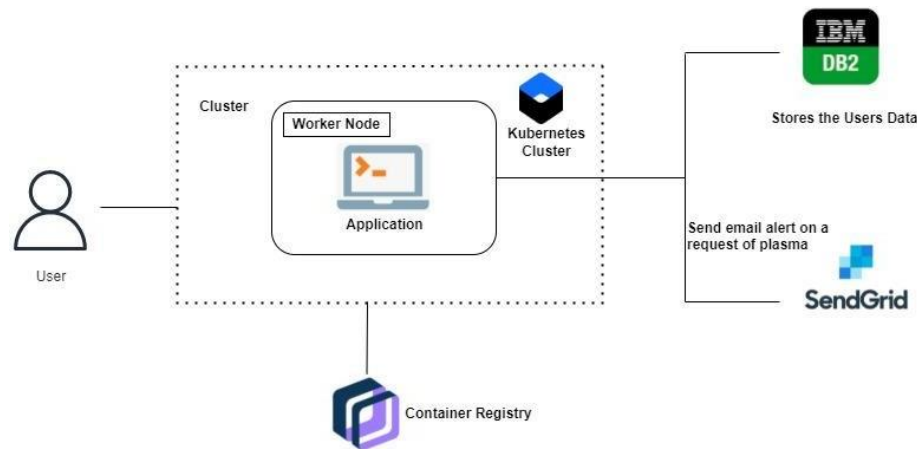 Cluster
Worker Node
Application
Kubernetes
Cluster
User
IBM
DB2
Stores the Users Data
Send email alert on a
request of plasma
SendGrid
Container Registry